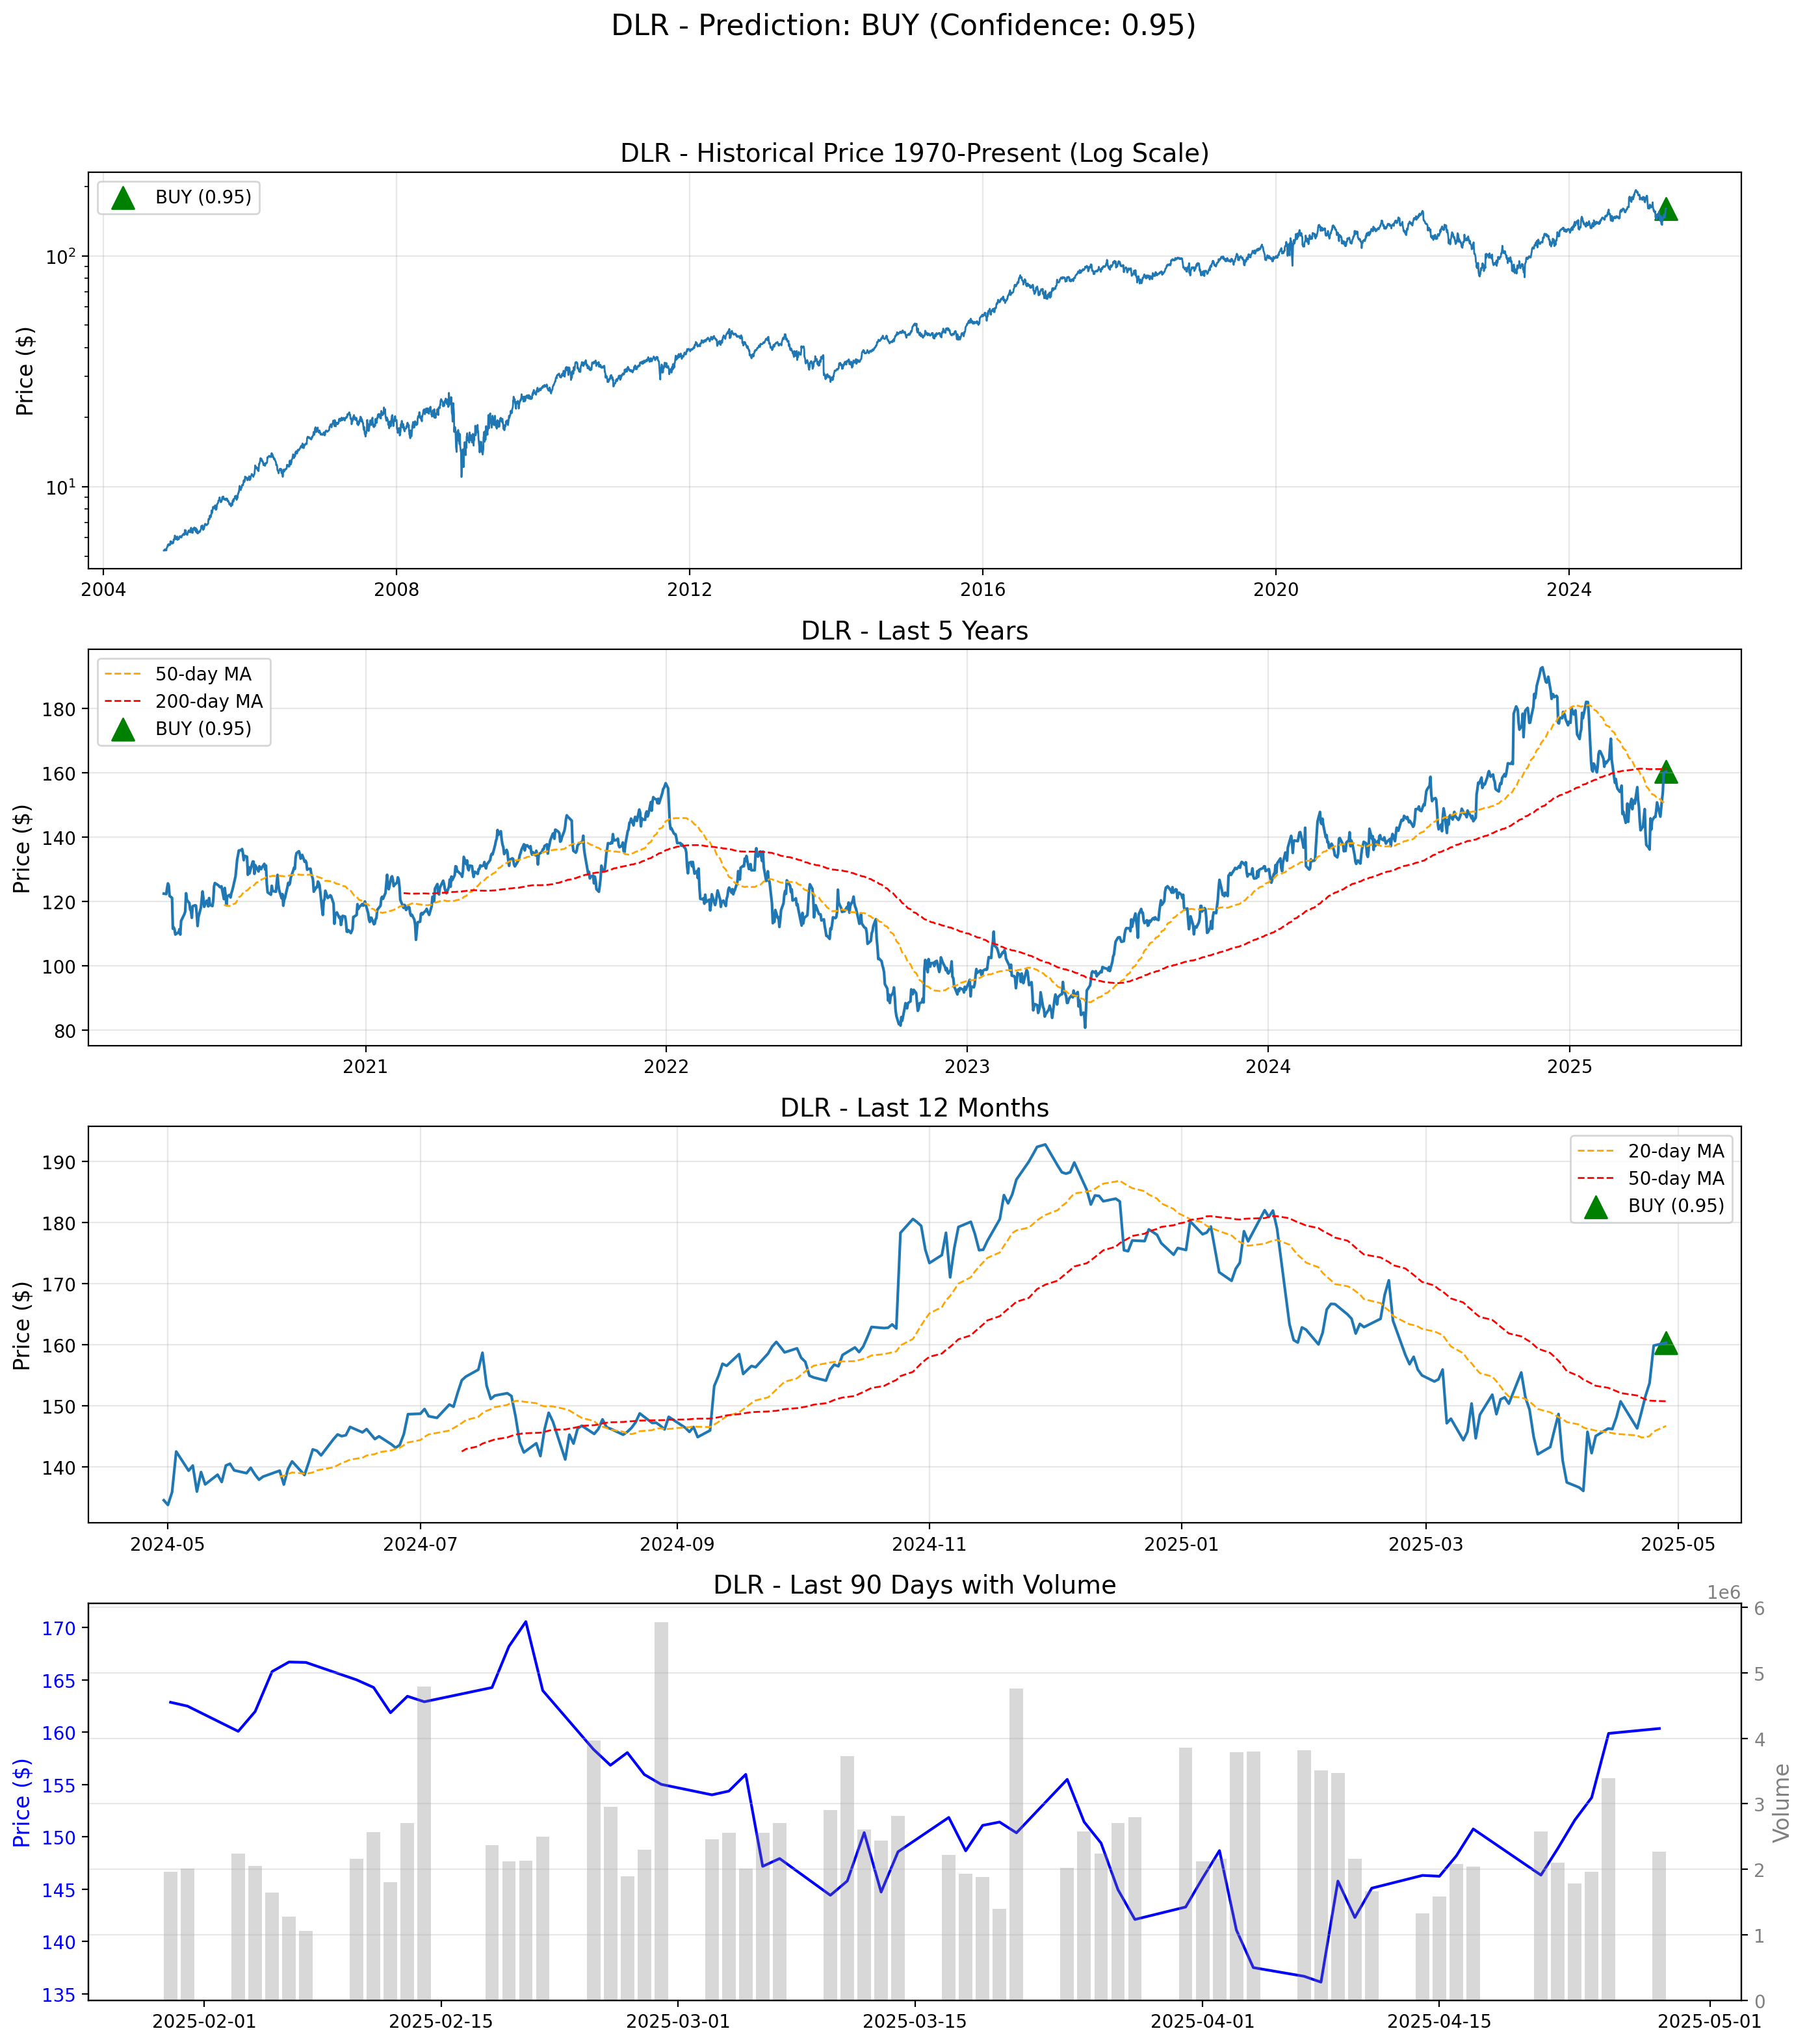 DLR - Prediction: BUY (Confidence: 0.95)
DLR - Historical Price 1970-Present (Log Scale)
BUY (0.95)
Price ($)
10²
10¹
2004 2008 2012 2016 2020 2024
DLR - Last 5 Years
50-day MA
200-day MA
BUY (0.95)
Price ($)
180
160
140
120
100
80
2021 2022 2023 2024 2025
DLR - Last 12 Months
20-day MA
50-day MA
BUY (0.95)
Price ($)
190
180
170
160
150
140
2024-05 2024-07 2024-09 2024-11 2025-01 2025-03 2025-05
DLR - Last 90 Days with Volume
1e6
Price ($)
170
165
160
155
150
145
140
135
6
5
4
3
2
1
0
Volume
2025-02-01 2025-02-15 2025-03-01 2025-03-15 2025-04-01 2025-04-15 2025-05-01